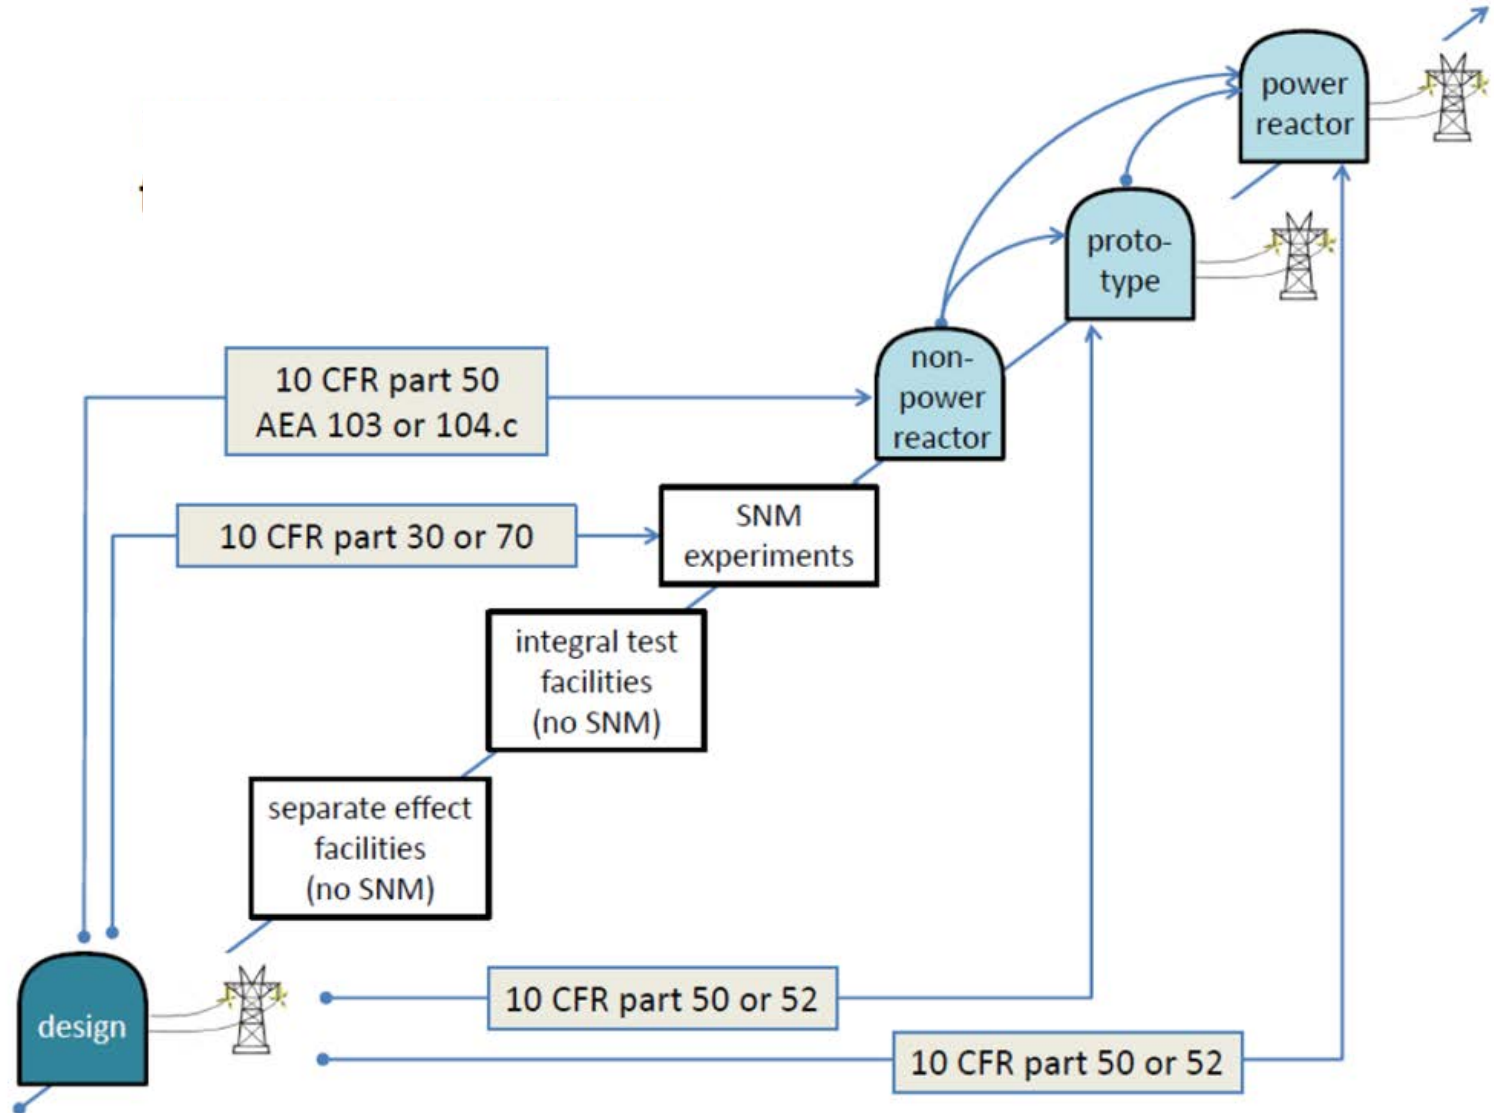 power
reactor
proto-
type
non-
power
reactor
10 CFR part 50
AEA 103 or 104.c
SNM
experiments
10 CFR part 30 or 70
integral test
facilities
(no SNM)
separate effect
facilities
(no SNM)
design
10 CFR part 50 or 52
10 CFR part 50 or 52